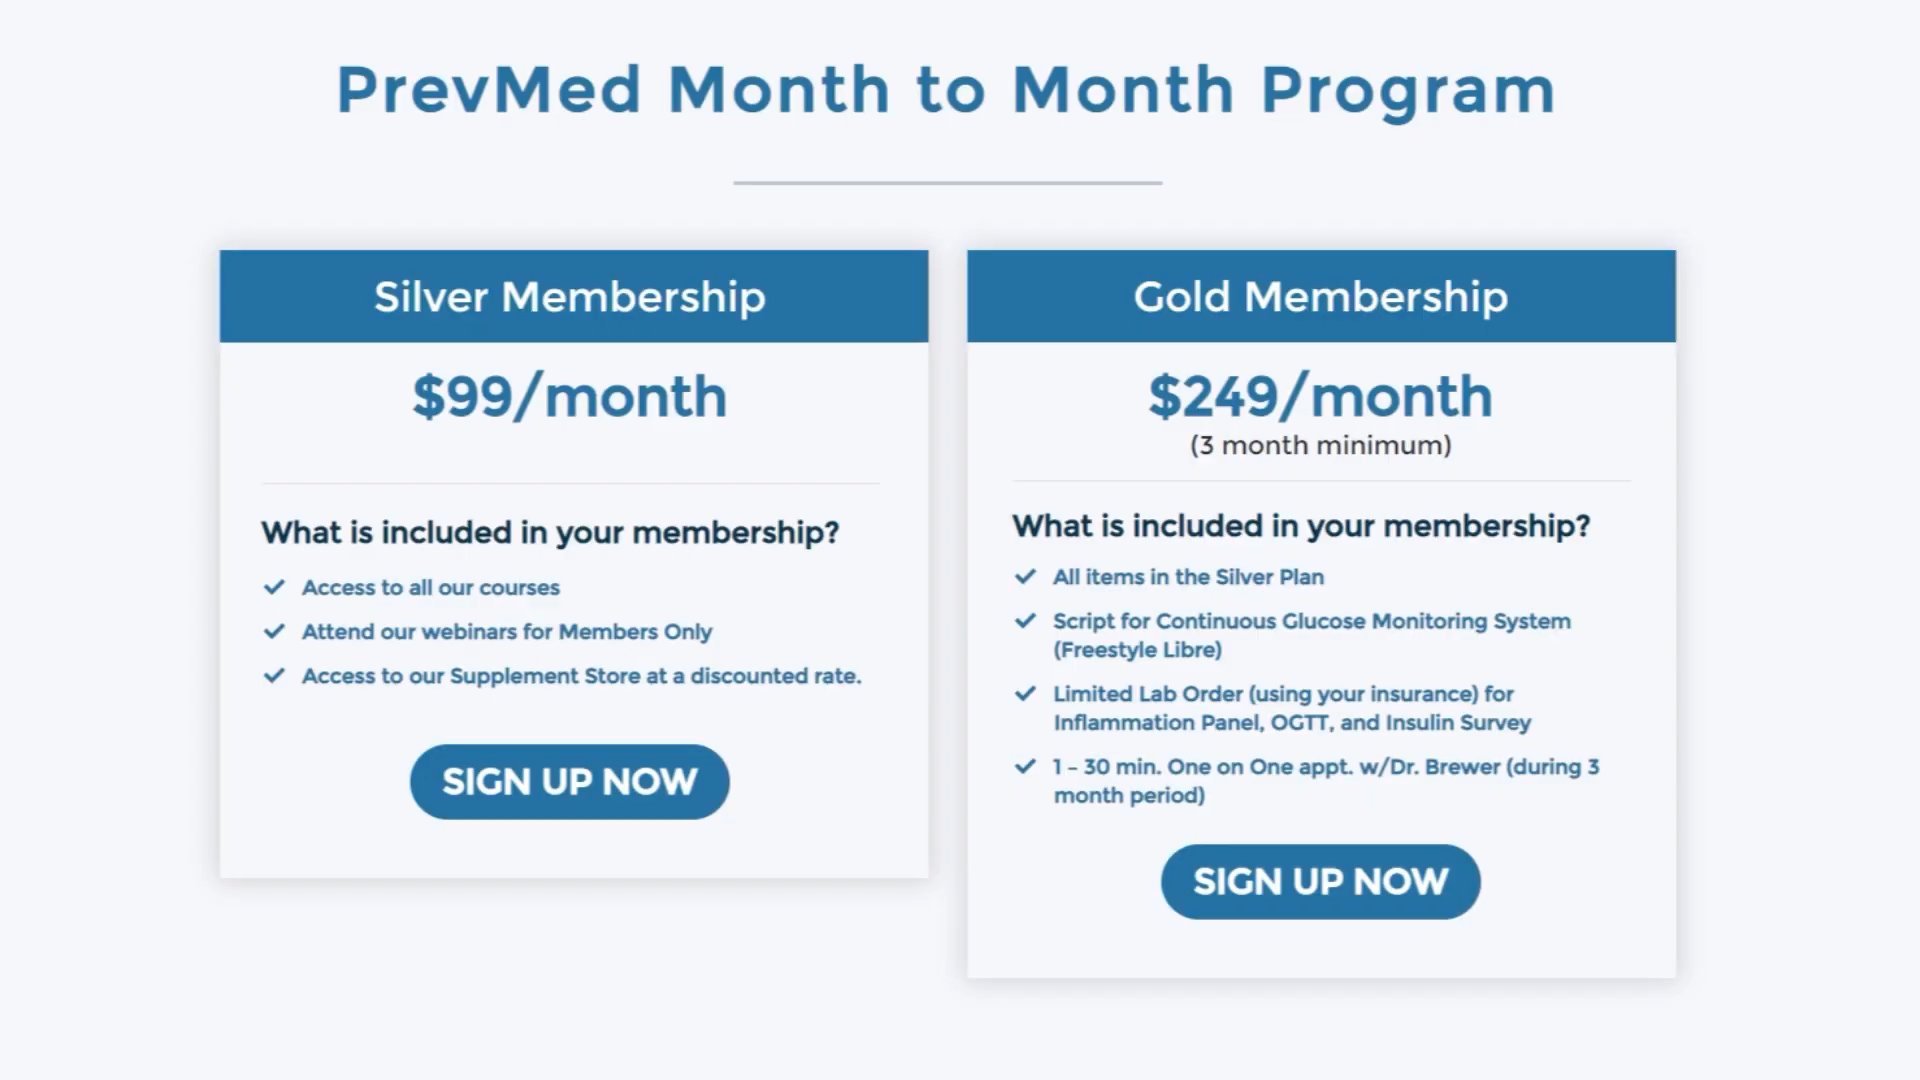 PrevMed Month to Month Program
Silver Membership
$99/month
What is included in your membership?
Access to all our courses
Attend our webinars for Members Only
Access to our Supplement Store at a discounted rate.
SIGN UP NOW
Gold Membership
$249/month
(3 month minimum)
What is included in your membership?
All items in the Silver Plan
Script for Continuous Glucose Monitoring System
(Freestyle Libre)
Limited Lab Order (using your insurance) for
Inflammation Panel, OGTT, and Insulin Survey
1 – 30 min. One on One appt. w/Dr. Brewer (during 3
month period)
SIGN UP NOW